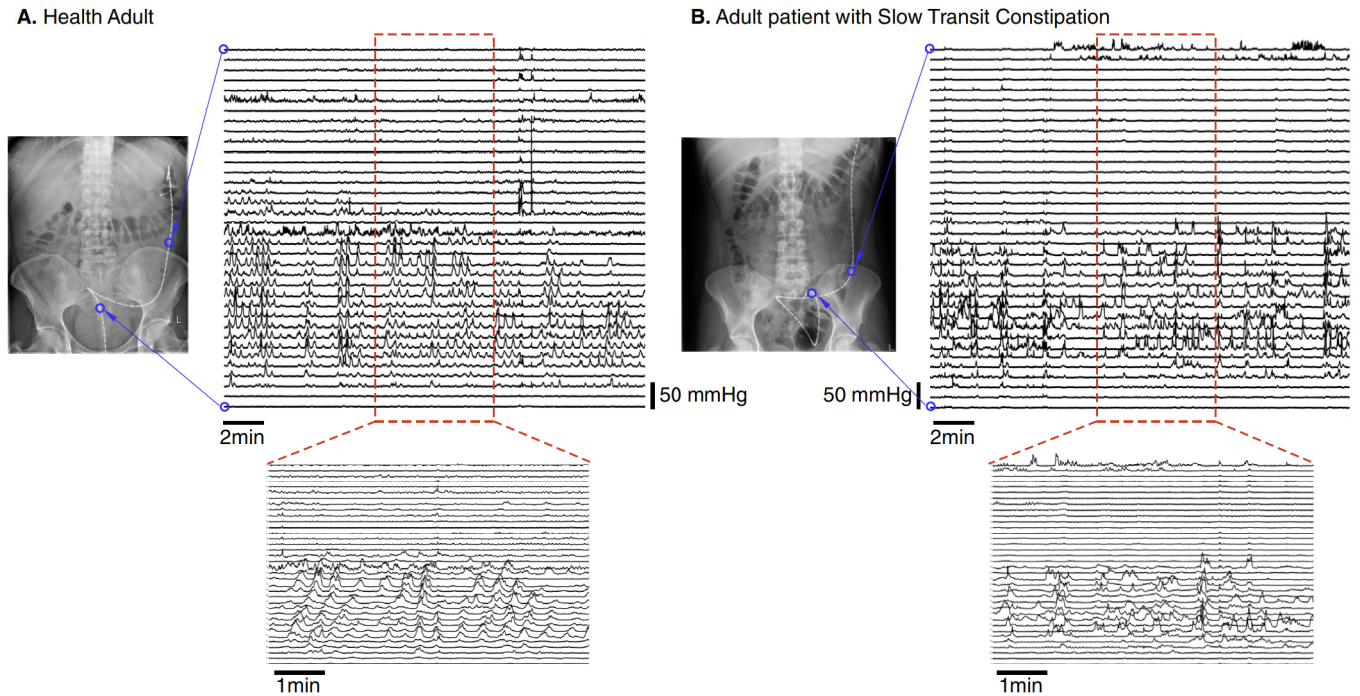 A. Health Adult
B. Adult patient with Slow Transit Constipation
L
L
50 mmHg
50 mmHg
2min
2min
1min
1min